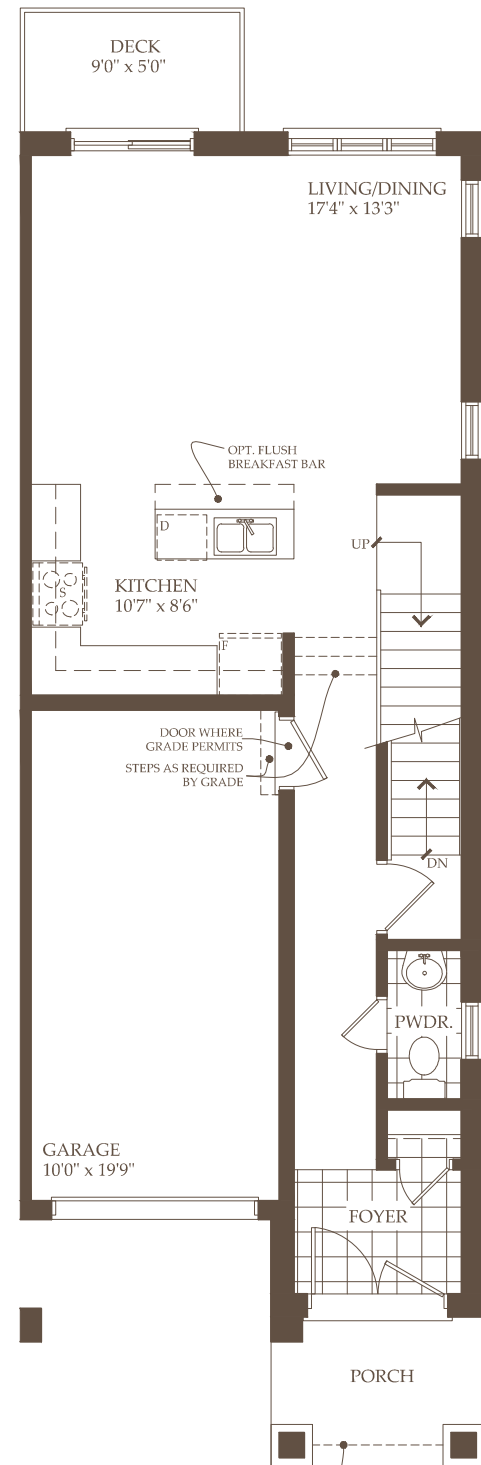 DECK
9'0" x 5'0"
LIVING/DINING
17'4" x 13'3"
OPT. FLUSH
BREAKFAST BAR
D
UP
S
KITCHEN
10'7" x 8'6"
F
DOOR WHERE
GRADE PERMITS
STEPS AS REQUIRED
BY GRADE
DN
PWDR.
GARAGE
10'0" x 19'9"
FOYER
PORCH